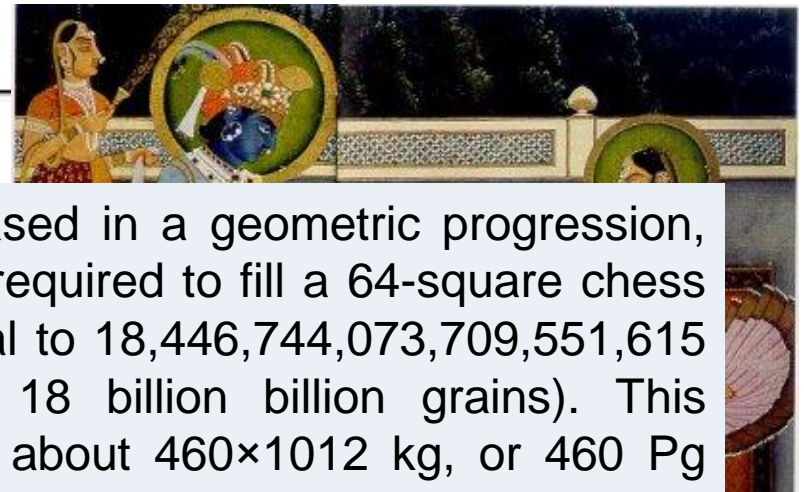 sed in a geometric progression,
required to fill a 64-square chess
al to 18,446,744,073,709,551,615
18 billion billion grains). This
about 460×1012 kg, or 460 Pg